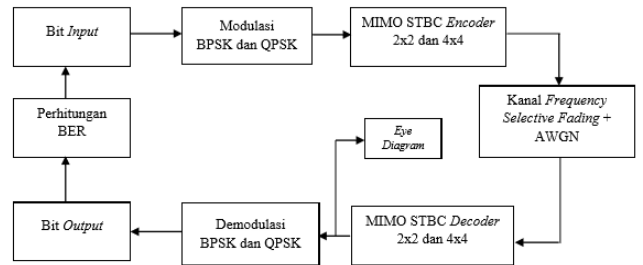 Bit Input
Modulasi
BPSK dan QPSK
MIMO STBC Encoder
2x2 dan 4x4
Kanal Frequency
Selective Fading +
AWGN
Perhitungan
BER
Eye
Diagram
Bit Output
Demodulasi
BPSK dan QPSK
MIMO STBC Decoder
2x2 dan 4x4